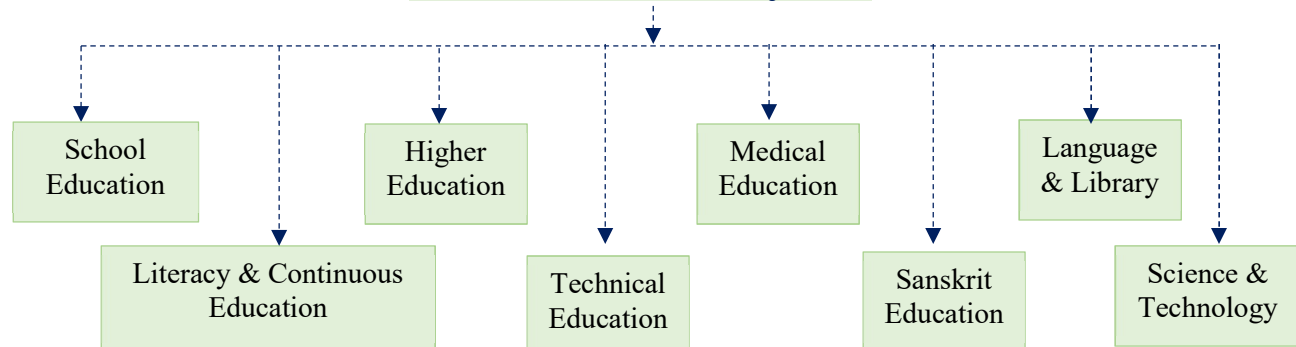 School
Education
Higher
Education
Medical
Education
Language
& Library
Literacy & Continuous
Education
Technical
Education
Sanskrit
Education
Science &
Technology